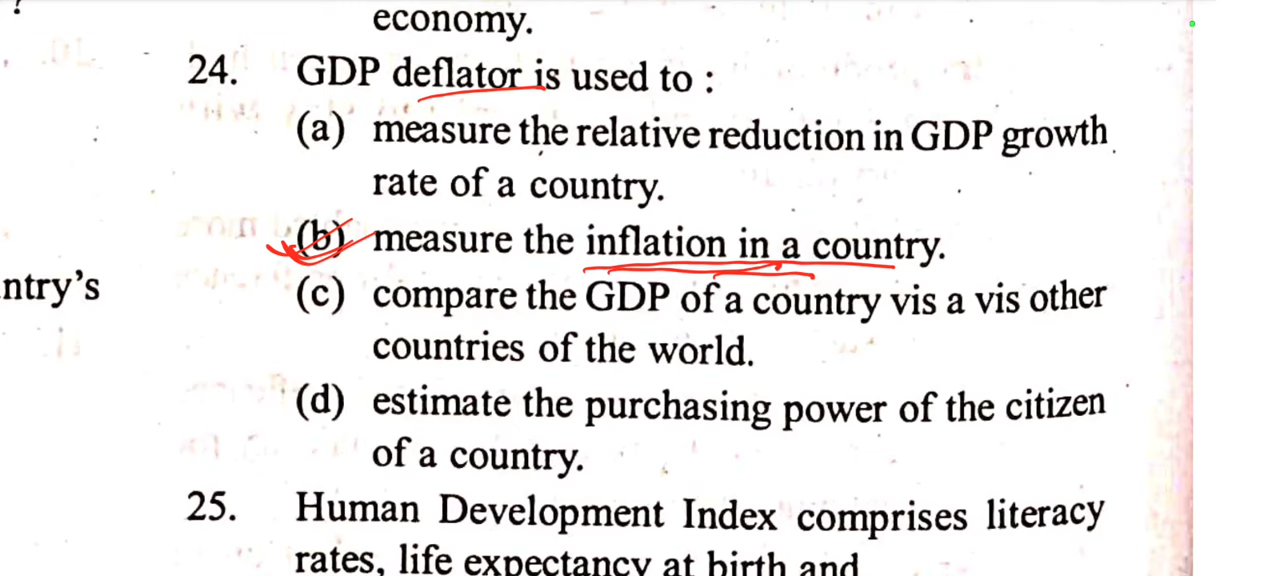 ?
economy.
24. GDP deflator is used to :
(a) measure the relative reduction in GDP growth
rate of a country.
(b) measure the inflation in a country.
ntry's
(c) compare the GDP of a country vis a vis other
countries of the world.
(d) estimate the purchasing power of the citizen
of a country.
25. Human Development Index comprises literacy
rates, life expectancy at birth and